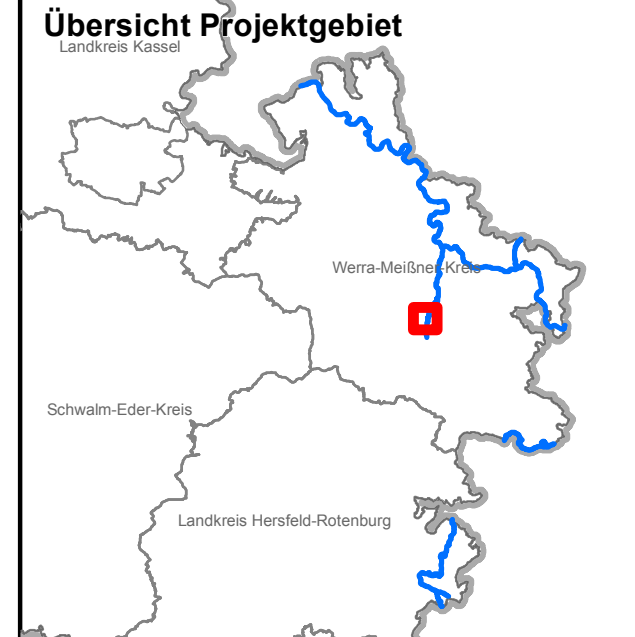 Übersicht Projektgebiet
Landkreis Kassel
Werra-Meißner-Kreis
Schwalm-Eder-Kreis
Landkreis Hersfeld-Rotenburg